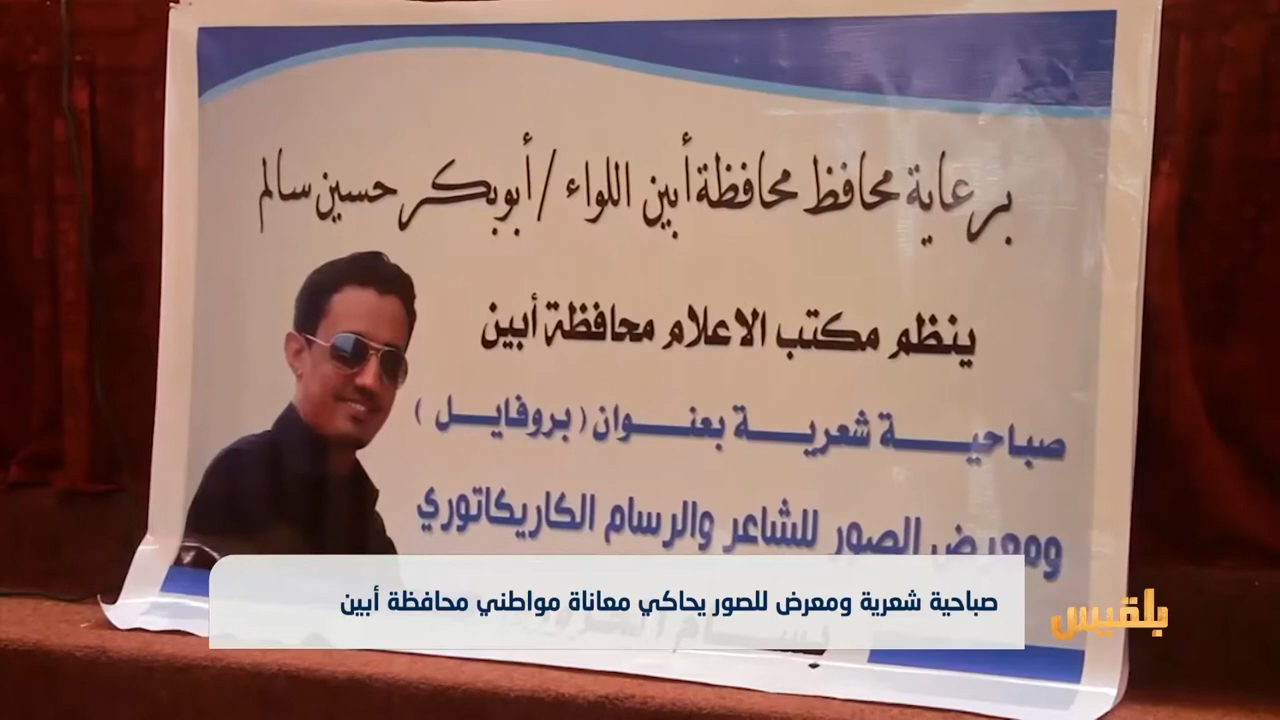 برعاية محافظ محافظة أبين اللواء / أبوبكر حسين سالم
ينظم مكتب الاعلام محافظة أبين
صباحية شعرية بعنوان ( بروفايل )
ومعرض الصور للشاعر والرسام الكاريكاتوري
صباحية شعرية ومعرض للصور يحاكي معاناة مواطني محافظة أبين
بلقيس